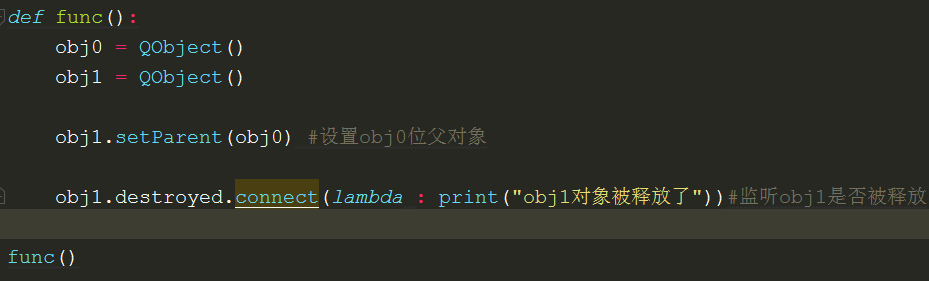 def func():
    obj0 = QObject()
    obj1 = QObject()
    obj1.setParent(obj0) #设置obj0位父对象
    obj1.destroyed.connect(lambda : print("obj1对象被释放了"))#监听obj1是否被释放
func()